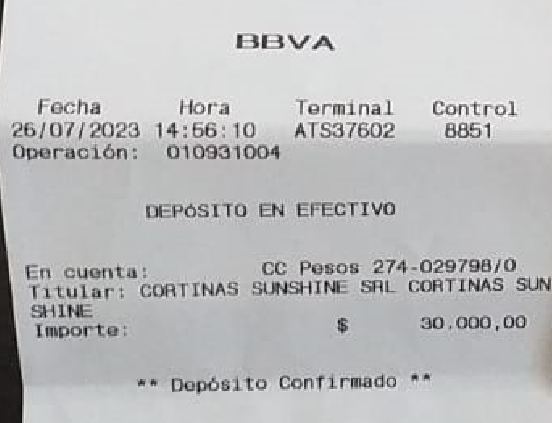 BBVA
Fecha Hora Terminal Control
26/07/2023 14:56:10 ATS37602 8851
Operación: 010931004
DEPÓSITO EN EFECTIVO
En cuenta: CC Pesos 274-029798/0
Titular: CORTINAS SUNSHINE SRL CORTINAS SUN
SHINE
Importe: $ 30.000,00
** Depósito Confirmado **